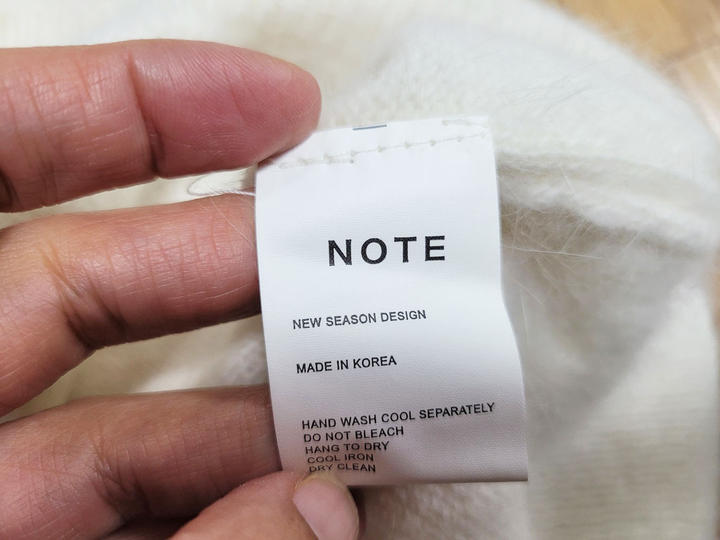 NOTE
NEW SEASON DESIGN
MADE IN KOREA
HAND WASH COOL SEPARATELY
DO NOT BLEACH
HANG TO DRY
COOL IRON
DRY CLEAN